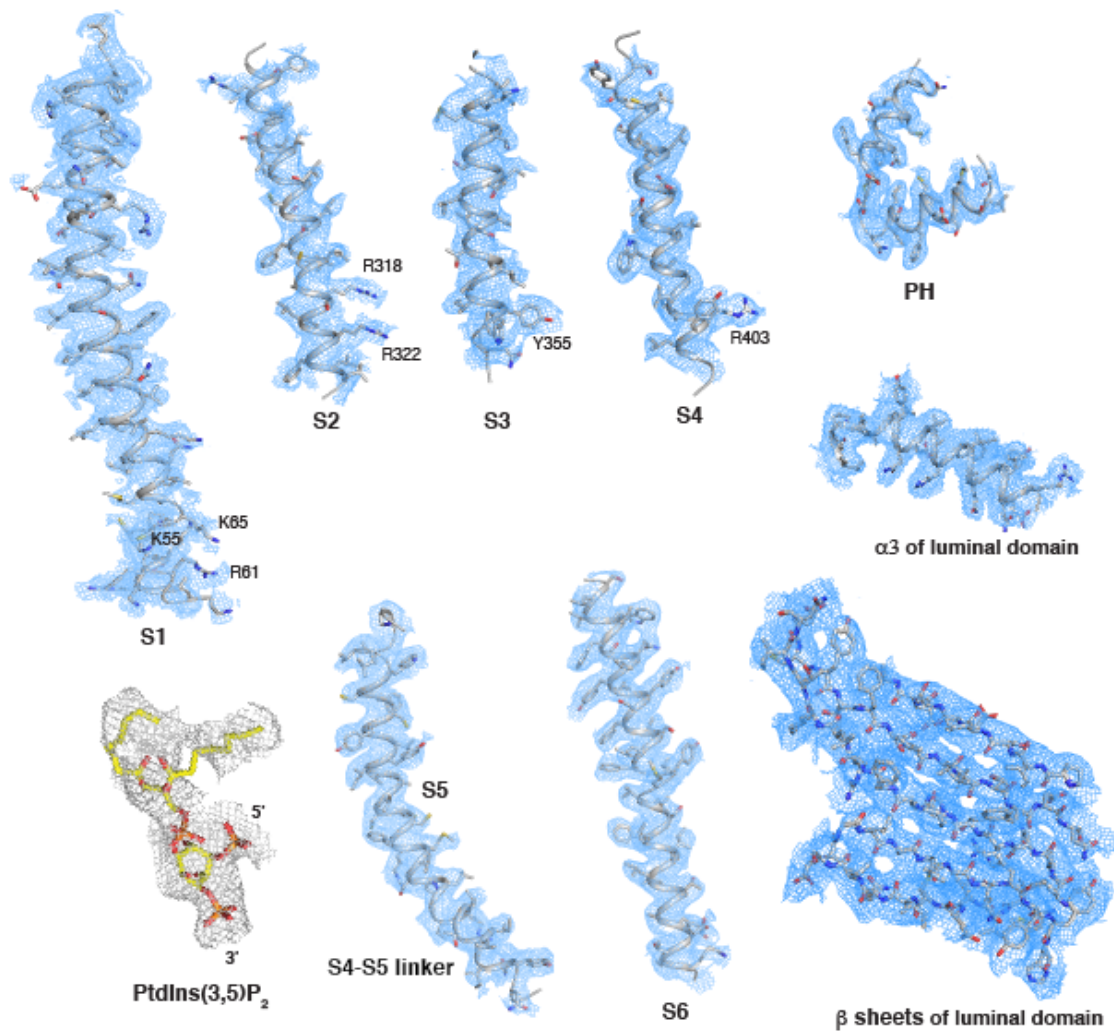 R318
R322
S2
Y355
S3
R403
S4
PH
K65
K55
R61
S1
α3 of luminal domain
S5
5'
3'
PtdIns(3,5)P₂
S4-S5 linker
S6
β sheets of luminal domain